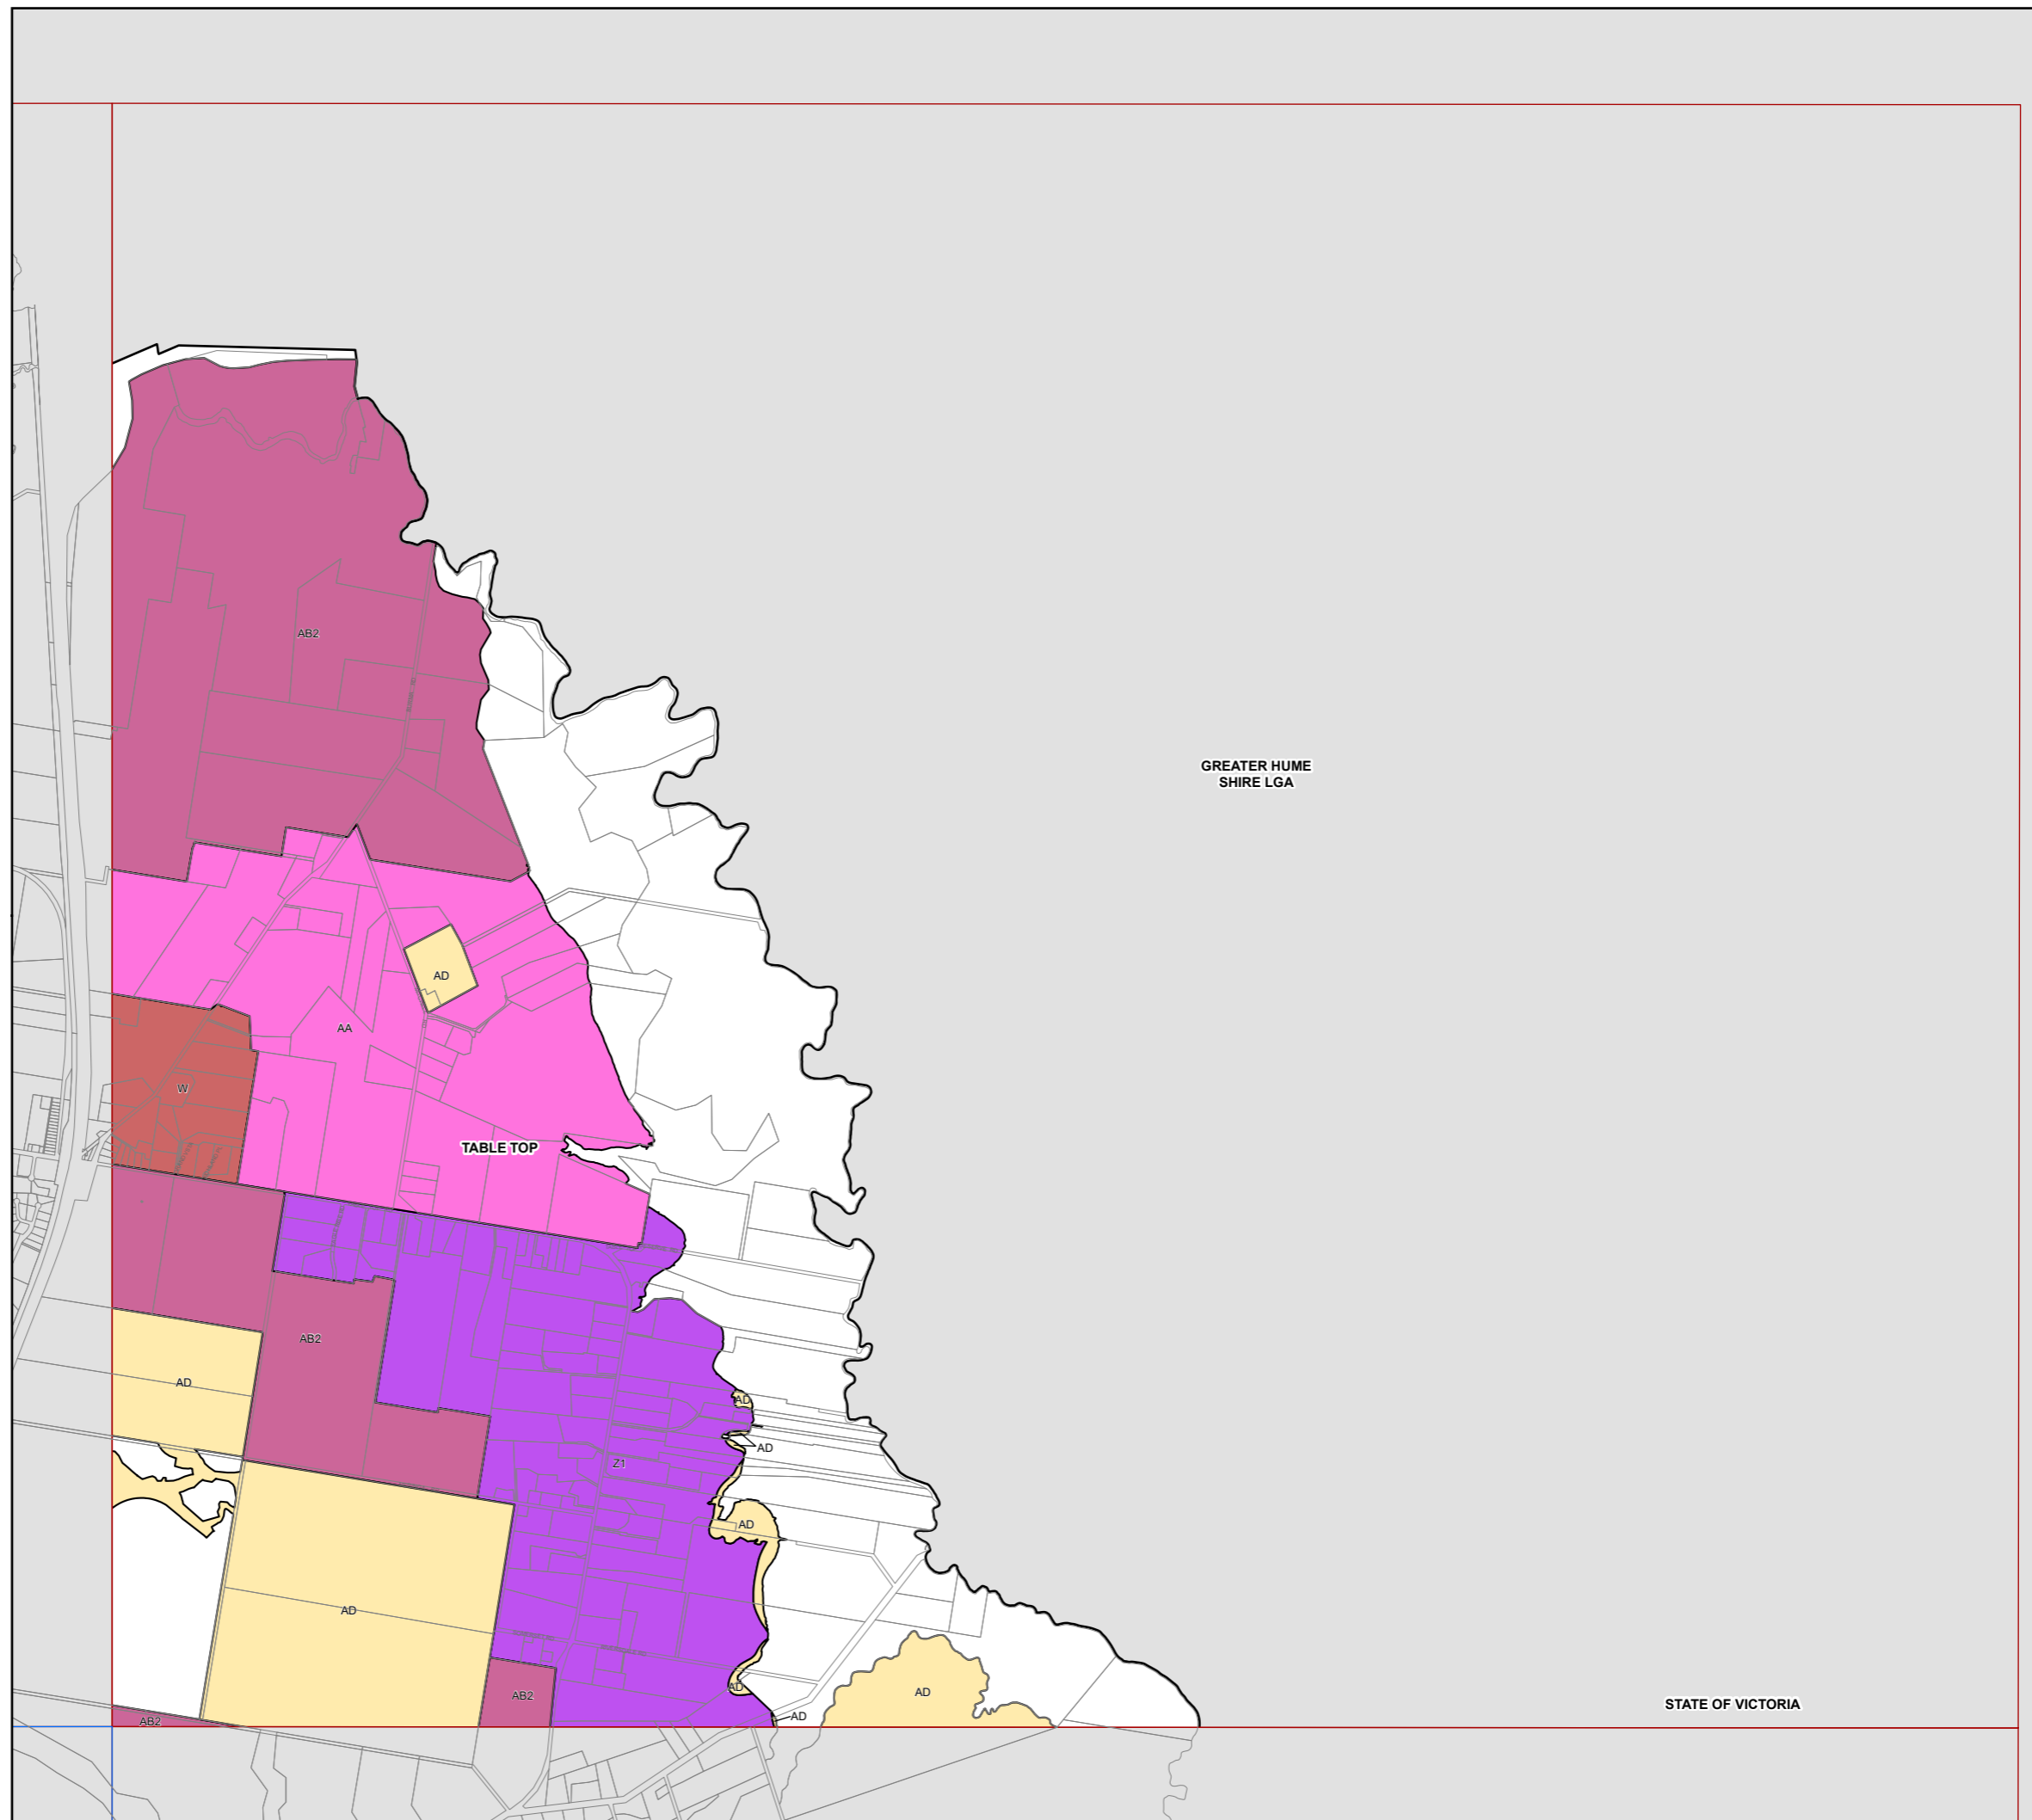 AB2
GREATER HUME
SHIRE LGA
AD
AA
W
TABLE TOP
AB2
AD
AD
AD
Z1
AD
AD
AD
AB2
AD
AD
STATE OF VICTORIA
AD
AB2